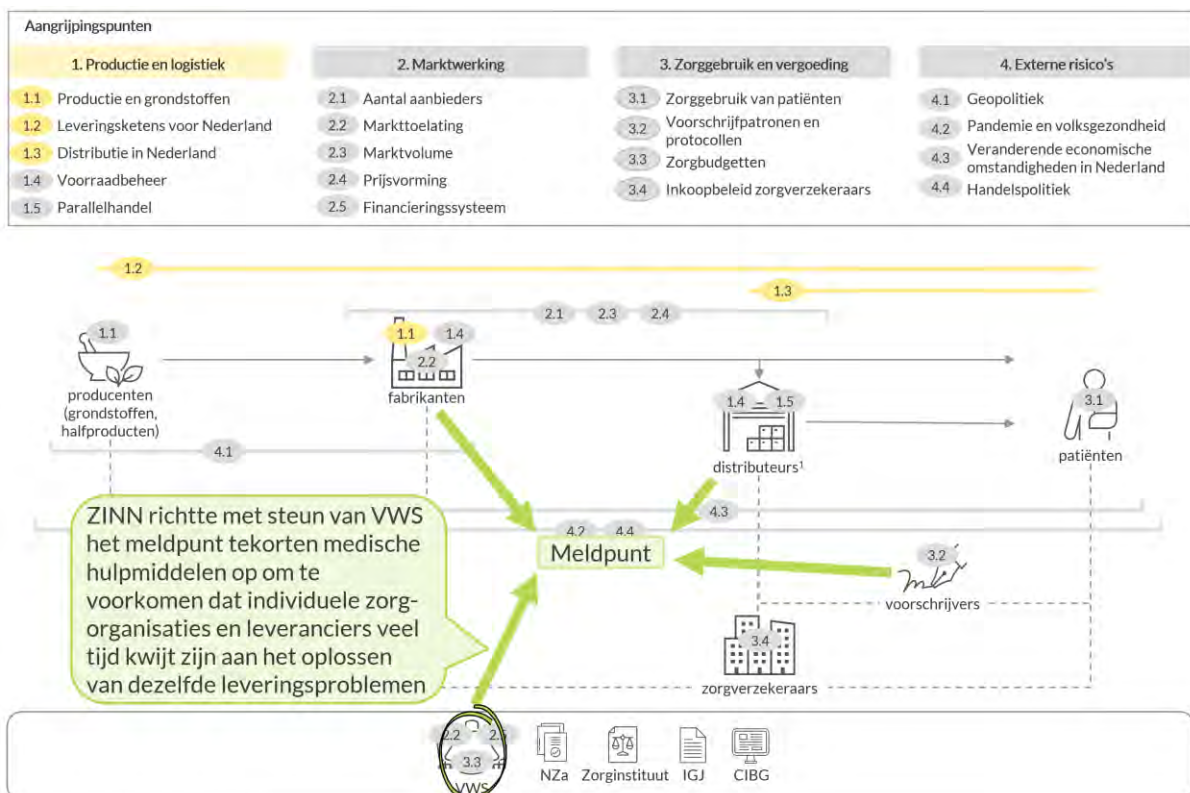 Aangrijpingspunten
1. Productie en logistiek
1.1 Productie en grondstoffen
1.2 Leveringsketens voor Nederland
1.3 Distributie in Nederland
1.4 Voorraadbeheer
1.5 Parallelhandel
2. Marktwerking
2.1 Aantal aanbieders
2.2 Markttoelating
2.3 Marktvolume
2.4 Prijsvorming
2.5 Financieringssysteem
3. Zorggebruik en vergoeding
3.1 Zorggebruik van patiënten
3.2 Voorschrijfpatronen en
protocollen
3.3 Zorgbudgetten
3.4 Inkoopbeleid zorgverzekeraars
4. Externe risico's
4.1 Geopolitiek
4.2 Pandemie en volksgezondheid
4.3 Veranderende economische
omstandigheden in Nederland
4.4 Handelspolitiek
1.2
1.3
2.1 2.3 2.4
1.1
producenten
(grondstoffen,
halfproducten)
1.1 1.4
2.2
fabrikanten
1.4 1.5
distributeurs¹
3.1
patiënten
4.1
4.3
4.2 4.4
Meldpunt
ZINN richtte met steun van VWS
het meldpunt tekorten medische
hulpmiddelen op om te
voorkomen dat individuele zorg-
organisaties en leveranciers veel
tijd kwijt zijn aan het oplossen
van dezelfde leveringsproblemen
3.2
voorschrijvers
3.4
zorgverzekeraars
2.2 2.5
3.3
VWS
NZa
Zorginstituut
IGJ
CIBG